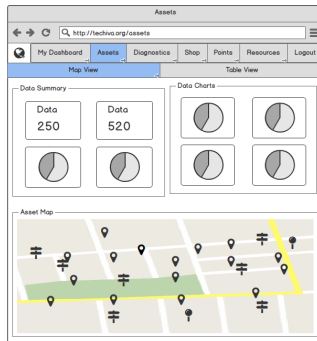 Assets
http://techiva.org/assets
My Dashboard Assets Diagnostics Shop Points Resources Logout
Map View Table View
Data Summary Data Charts
Data Data
250 520
Asset Map